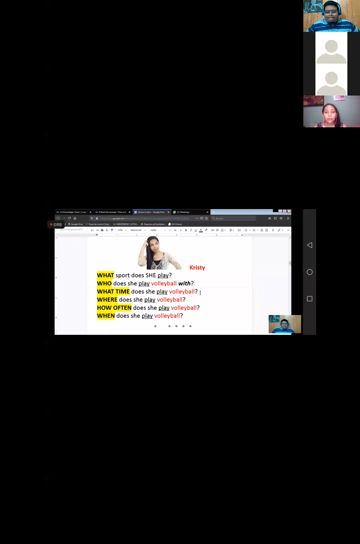 Kristy
WHAT sport does SHE play?
WHO does she play volleyball with?
WHAT TIME does she play volleyball?
WHERE does she play volleyball?
HOW OFTEN does she play volleyball?
WHEN does she play volleyball?